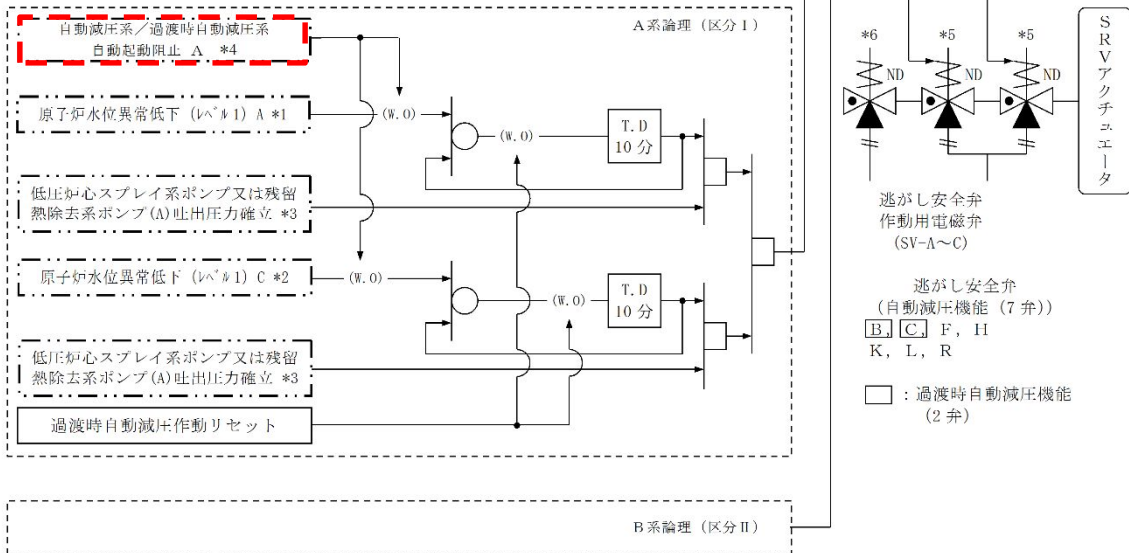 自動減圧系／過渡時自動減圧系
自動起動阻止 A *4
A系論理（区分Ⅰ）
原子炉水位異常低下（ﾚﾍﾞﾙ1）A *1
(W.O)
(W.O)
T.D
10分
低圧炉心スプレイ系ポンプ又は残留
熱除去系ポンプ(A)吐出圧力確立 *3
原子炉水位異常低下（ﾚﾍﾞﾙ1）C *2
(W.O)
(W.O)
T.D
10分
低圧炉心スプレイ系ポンプ又は残留
熱除去系ポンプ(A)吐出圧力確立 *3
過渡時自動減圧作動リセット
B系論理（区分Ⅱ）
*6
*5
*5
ND
ND
ND
SRVアクチュエータ
逃がし安全弁
作動用電磁弁
(SV-A～C)
逃がし安全弁
（自動減圧機能（7弁））
B, C, F, H
K, L, R
：過渡時自動減圧機能
（2弁）